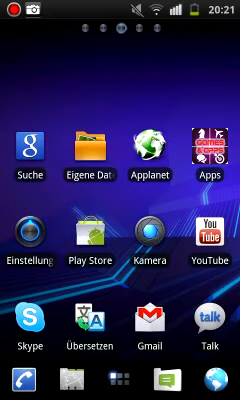 20:21
g
GAMES
& APPS
Suche
Eigene Dat
Applanet
Apps
You
Tube
Einstellung
Play Store
Kamera
YouTube
talk
Skype
Übersetzen
Gmail
Talk